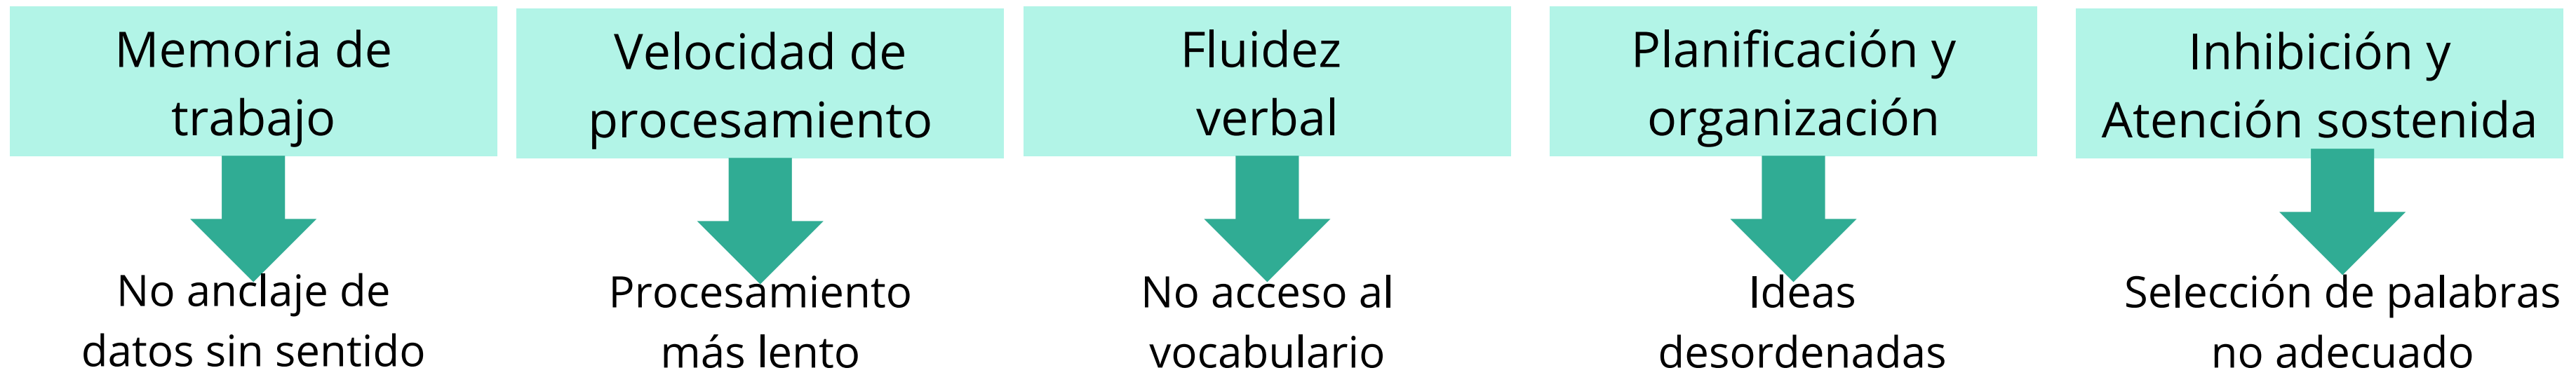 Memoria de
trabajo
No anclaje de
datos sin sentido
Velocidad de
procesamiento
Procesamiento
más lento
Fluidez
verbal
No acceso al
vocabulario
Planificación y
organización
Ideas
desordenadas
Inhibición y
Atención sostenida
Selección de palabras
no adecuado